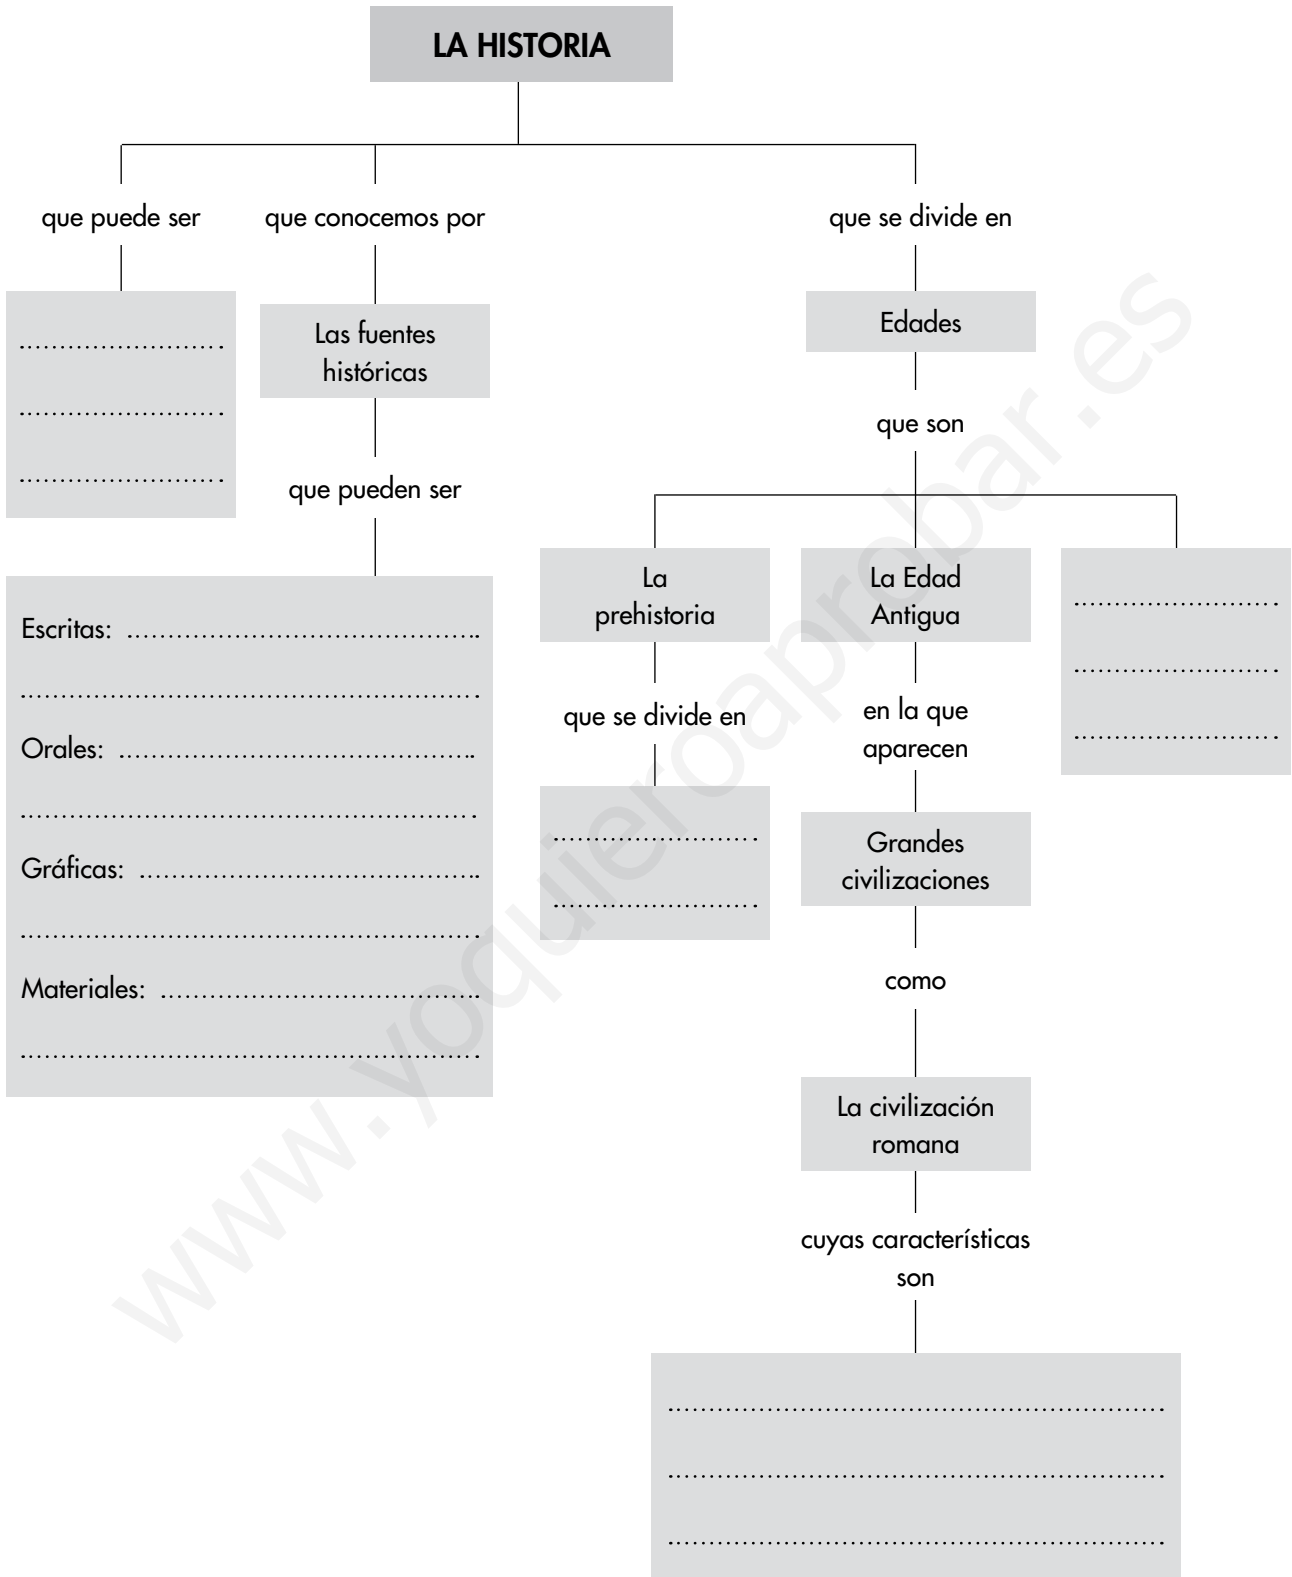 LA HISTORIA
que puede ser
que conocemos por
que se divide en
Las fuentes
históricas
Edades
que pueden ser
que son
Escritas:
Orales:
Gráficas:
Materiales:
La
prehistoria
La Edad
Antigua
que se divide en
en la que
aparecen
Grandes
civilizaciones
como
La civilización
romana
cuyas características
son
www.yoquieroaprobar.es